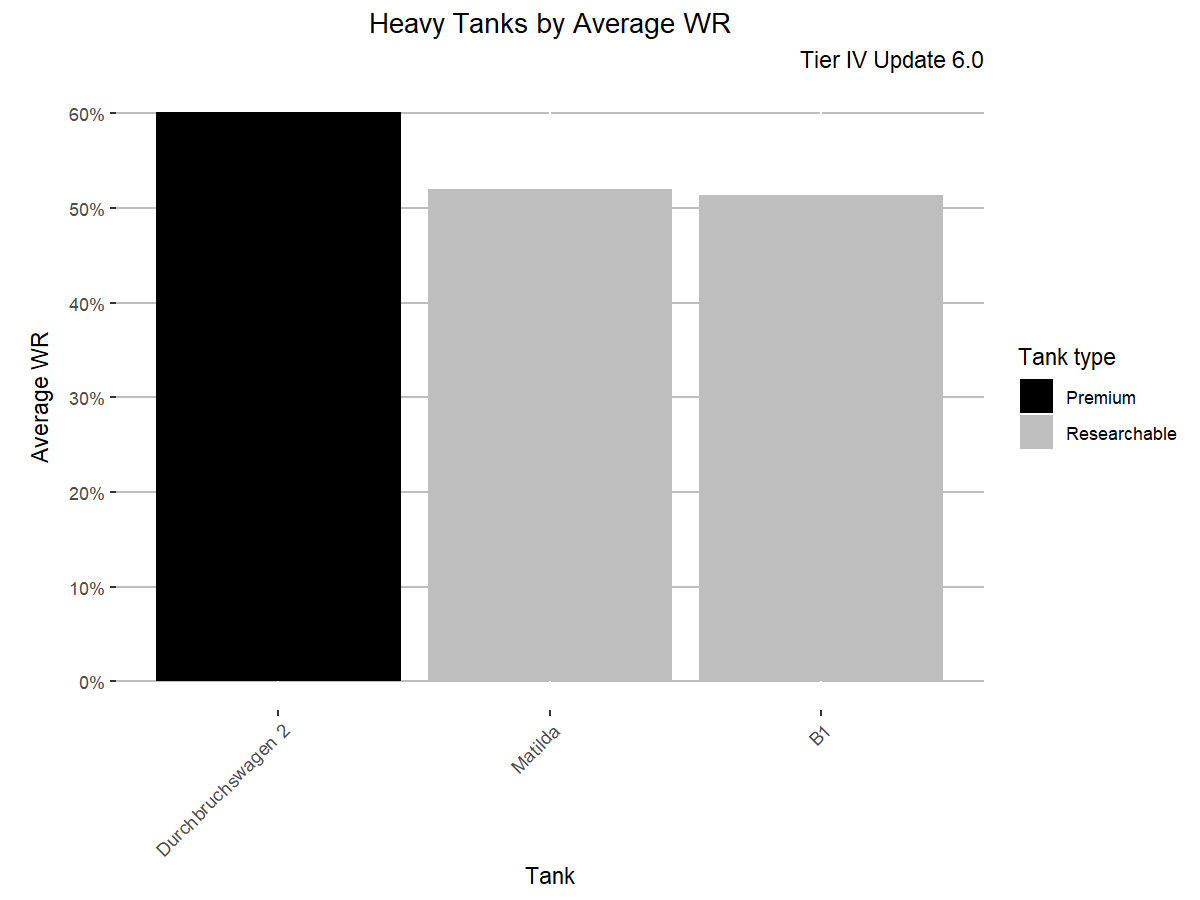 Heavy Tanks by Average WR
Tier IV Update 6.0
60%
50%
40%
30%
20%
10%
0%
Average WR
Durchbruchswagen 2
Matilda
B1
Tank
Tank type
Premium
Researchable